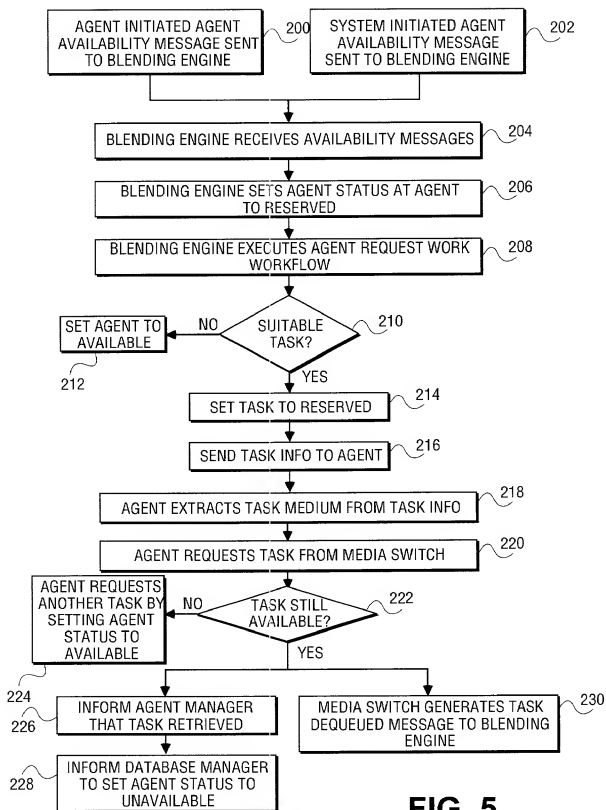 AGENT INITIATED AGENT
AVAILABILITY MESSAGE SENT
TO BLENDING ENGINE
200
SYSTEM INITIATED AGENT
AVAILABILITY MESSAGE
SENT TO BLENDING ENGINE
202
BLENDING ENGINE RECEIVES AVAILABILITY MESSAGES
204
BLENDING ENGINE SETS AGENT STATUS AT AGENT
TO RESERVED
206
BLENDING ENGINE EXECUTES AGENT REQUEST WORK
WORKFLOW
208
SUITABLE
TASK?
210
NO
SET AGENT TO
AVAILABLE
212
YES
SET TASK TO RESERVED
214
SEND TASK INFO TO AGENT
216
AGENT EXTRACTS TASK MEDIUM FROM TASK INFO
218
AGENT REQUESTS TASK FROM MEDIA SWITCH
220
TASK STILL
AVAILABLE?
222
NO
AGENT REQUESTS
ANOTHER TASK BY
SETTING AGENT
STATUS TO
AVAILABLE
224
YES
INFORM AGENT MANAGER
THAT TASK RETRIEVED
226
MEDIA SWITCH GENERATES TASK
DEQUEUED MESSAGE TO BLENDING
ENGINE
230
INFORM DATABASE MANAGER
TO SET AGENT STATUS TO
UNAVAILABLE
228
FIG. 5